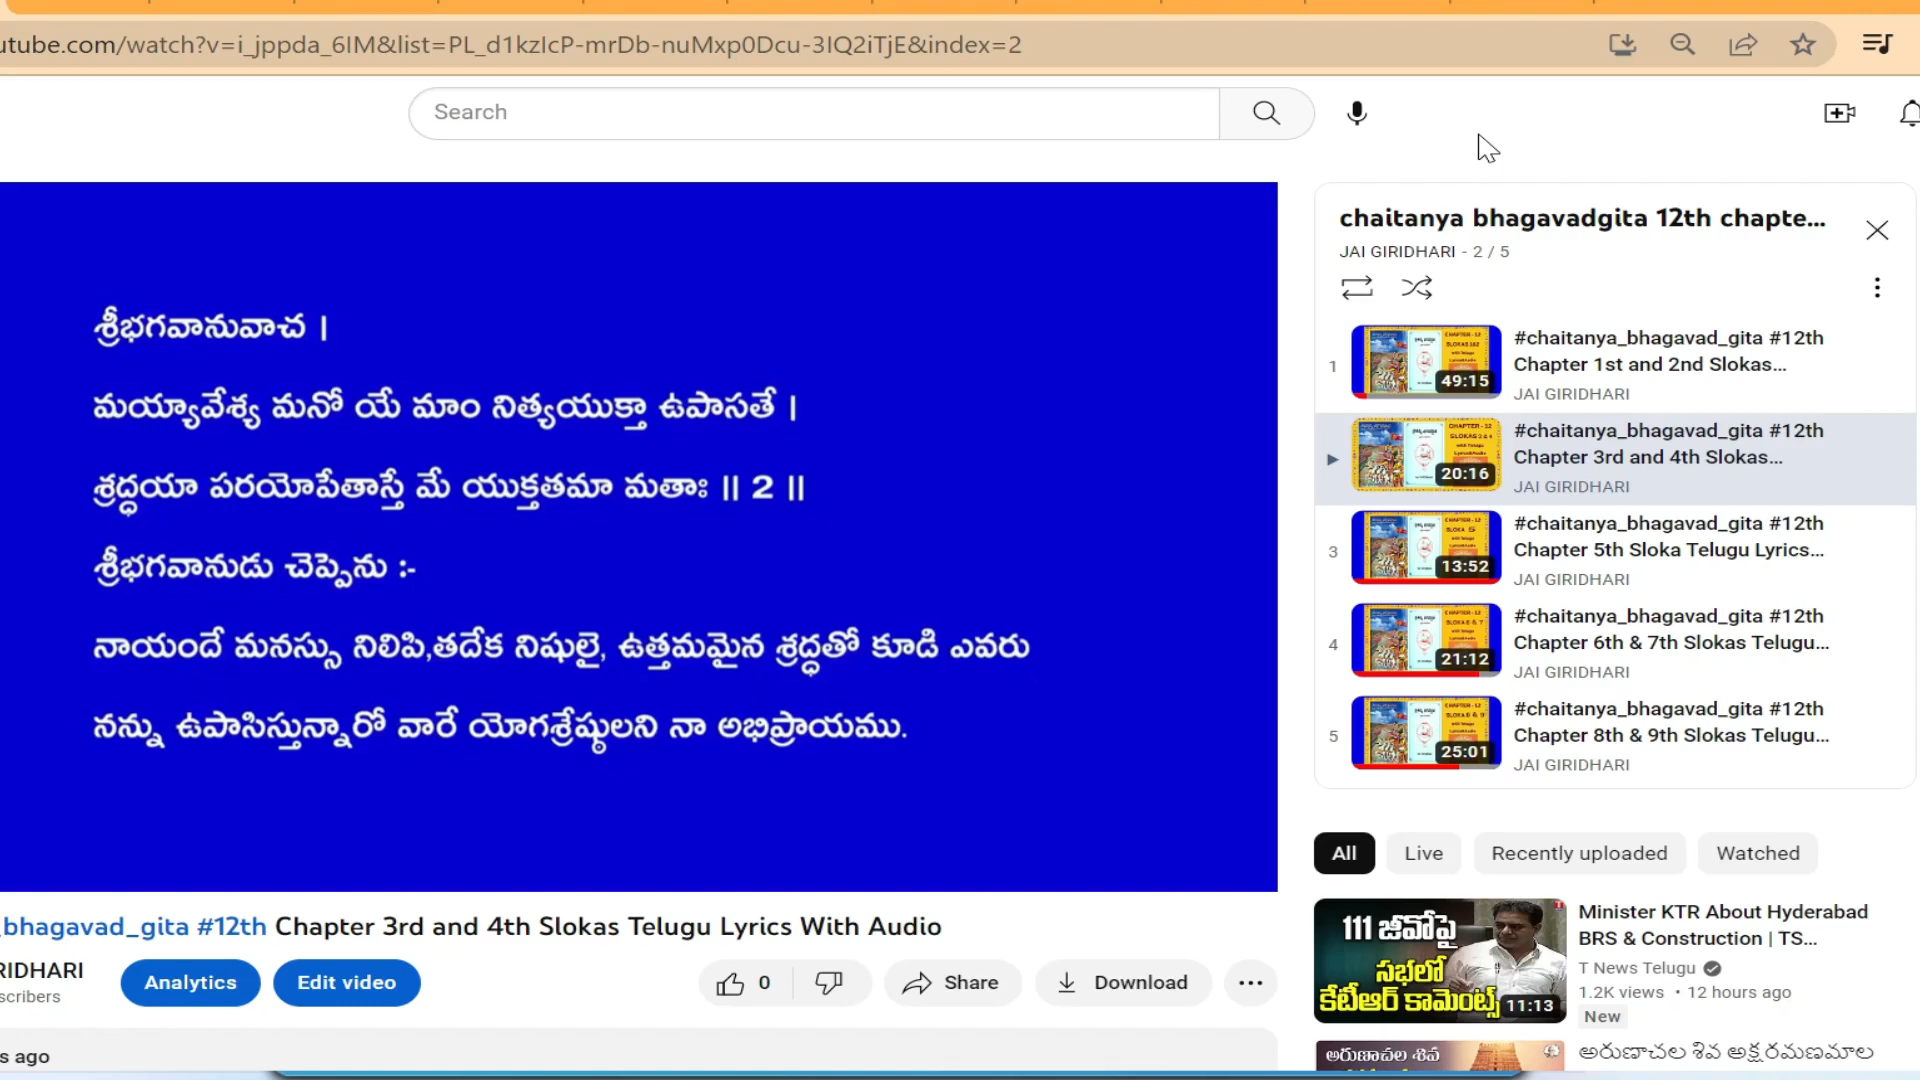 utube.com/watch?v=i_jppda_6IM&list=PL_d1kzIcP-mrDb-nuMxp0Dcu-3IQ2iTjE&index=2
Search
శ్రీభగవానువాచ |
మయ్యావేశ్య మనో యే మాం నిత్యయుక్తా ఉపాసతే |
శ్రద్ధయా పరయోపేతాస్తే మే యుక్తతమా మతాః || 2 ||
శ్రీభగవానుడు చెప్పెను :-
నాయందే మనస్సు నిలిపి,తదేక నిషులై, ఉత్తమమైన శ్రద్ధతో కూడి ఎవరు
నన్ను ఉపాసిస్తున్నారో వారే యోగశ్రేష్ఠులని నా అభిప్రాయము.
_bhagavad_gita #12th Chapter 3rd and 4th Slokas Telugu Lyrics With Audio
RIDHARI
scribers
Analytics
Edit video
0
Share
Download
s ago
chaitanya bhagavadgita 12th chapte...
JAI GIRIDHARI - 2 / 5
1
49:15
#chaitanya_bhagavad_gita #12th
Chapter 1st and 2nd Slokas...
JAI GIRIDHARI
20:16
#chaitanya_bhagavad_gita #12th
Chapter 3rd and 4th Slokas...
JAI GIRIDHARI
3
13:52
#chaitanya_bhagavad_gita #12th
Chapter 5th Sloka Telugu Lyrics...
JAI GIRIDHARI
4
21:12
#chaitanya_bhagavad_gita #12th
Chapter 6th & 7th Slokas Telugu...
JAI GIRIDHARI
5
25:01
#chaitanya_bhagavad_gita #12th
Chapter 8th & 9th Slokas Telugu...
JAI GIRIDHARI
All
Live
Recently uploaded
Watched
111 జీవోపై
సభలో
కేటీఆర్ కామెంట్స్
11:13
Minister KTR About Hyderabad
BRS & Construction | TS...
T News Telugu
1.2K views • 12 hours ago
New
అరుణాచల శివ
అరుణాచల శివ అక్షరమణమాల